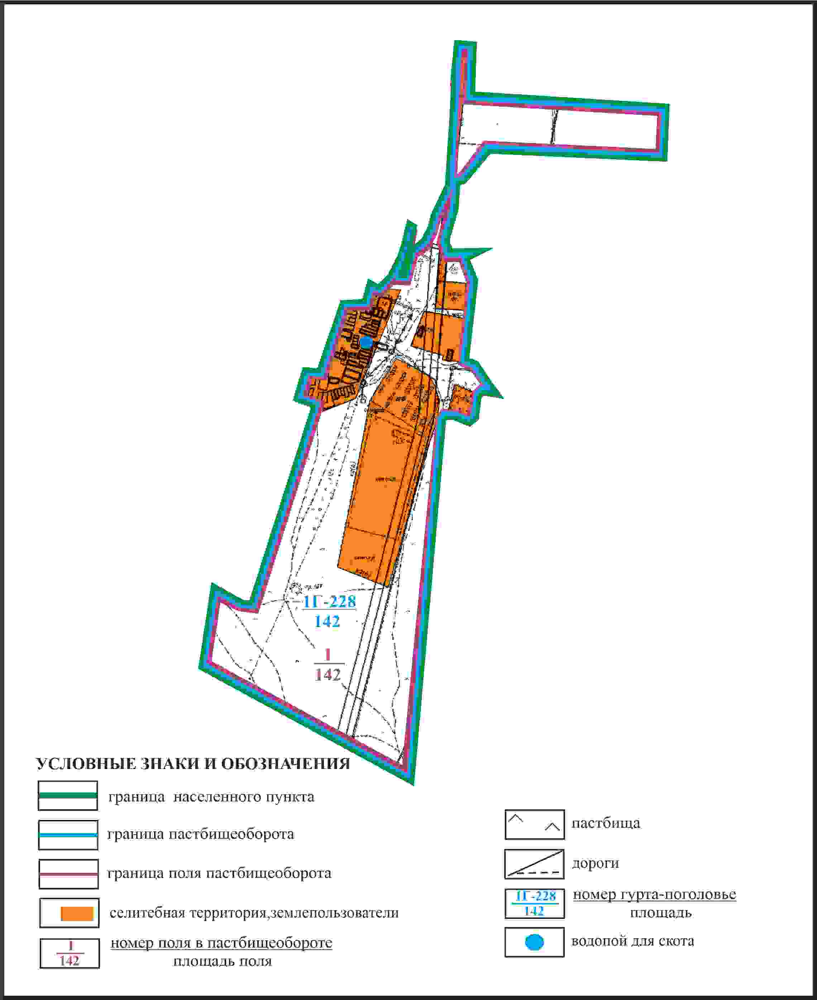 1Г-228
142
1
142
УСЛОВНЫЕ ЗНАКИ И ОБОЗНАЧЕНИЯ
граница населенного пункта
граница пастбищеоборота
граница поля пастбищеоборота
селитебная территория,землепользователи
1
142
номер поля в пастбищеобороте
площадь поля
пастбища
дороги
1Г-228
142
номер гурта-поголовье
площадь
водопой для скота